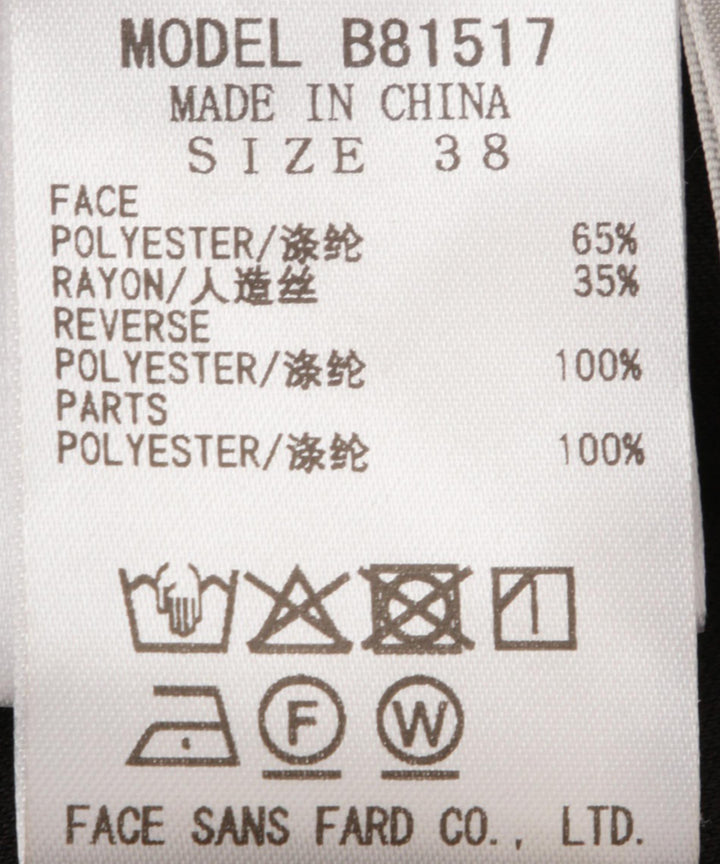 MODEL B81517
MADE IN CHINA
SIZE 38
FACE
POLYESTER/涤纶 65%
RAYON/人造丝 35%
REVERSE
POLYESTER/涤纶 100%
PARTS
POLYESTER/涤纶 100%
F W
FACE SANS FARD CO., LTD.